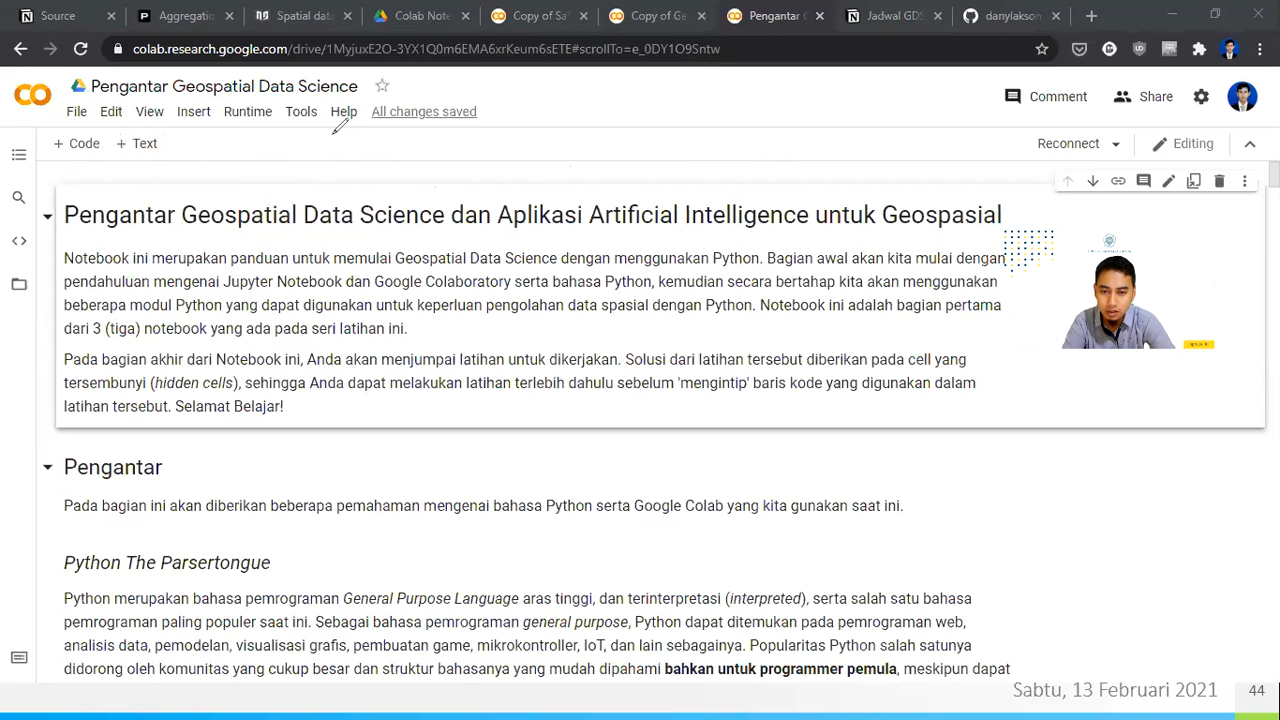 Source
Aggregatio
Spatial data
Colab Note
Copy of Sa
Copy of Ge
Pengantar G
Jadwal GDS
danylakson
colab.research.google.com/drive/1MyjuxE2O-3YX1Q0m6EMA6xrKeum6sETE#scrollTo=e_0DY1O9Sntw
Pengantar Geospatial Data Science
File Edit View Insert Runtime Tools Help All changes saved
Comment Share
+ Code + Text
Reconnect Editing
Pengantar Geospatial Data Science dan Aplikasi Artificial Intelligence untuk Geospasial
Notebook ini merupakan panduan untuk memulai Geospatial Data Science dengan menggunakan Python. Bagian awal akan kita mulai dengan
pendahuluan mengenai Jupyter Notebook dan Google Colaboratory serta bahasa Python, kemudian secara bertahap kita akan menggunakan
beberapa modul Python yang dapat digunakan untuk keperluan pengolahan data spasial dengan Python. Notebook ini adalah bagian pertama
dari 3 (tiga) notebook yang ada pada seri latihan ini.
Pada bagian akhir dari Notebook ini, Anda akan menjumpai latihan untuk dikerjakan. Solusi dari latihan tersebut diberikan pada cell yang
tersembunyi (hidden cells), sehingga Anda dapat melakukan latihan terlebih dahulu sebelum 'mengintip' baris kode yang digunakan dalam
latihan tersebut. Selamat Belajar!
Pengantar
Pada bagian ini akan diberikan beberapa pemahaman mengenai bahasa Python serta Google Colab yang kita gunakan saat ini.
Python The Parsertongue
Python merupakan bahasa pemrograman General Purpose Language aras tinggi, dan terinterpretasi (interpreted), serta salah satu bahasa
pemrograman paling populer saat ini. Sebagai bahasa pemrograman general purpose, Python dapat ditemukan pada pemrograman web,
analisis data, pemodelan, visualisasi grafis, pembuatan game, mikrokontroller, IoT, dan lain sebagainya. Popularitas Python salah satunya
didorong oleh komunitas yang cukup besar dan struktur bahasanya yang mudah dipahami bahkan untuk programmer pemula, meskipun dapat
Sabtu, 13 Februari 2021 44